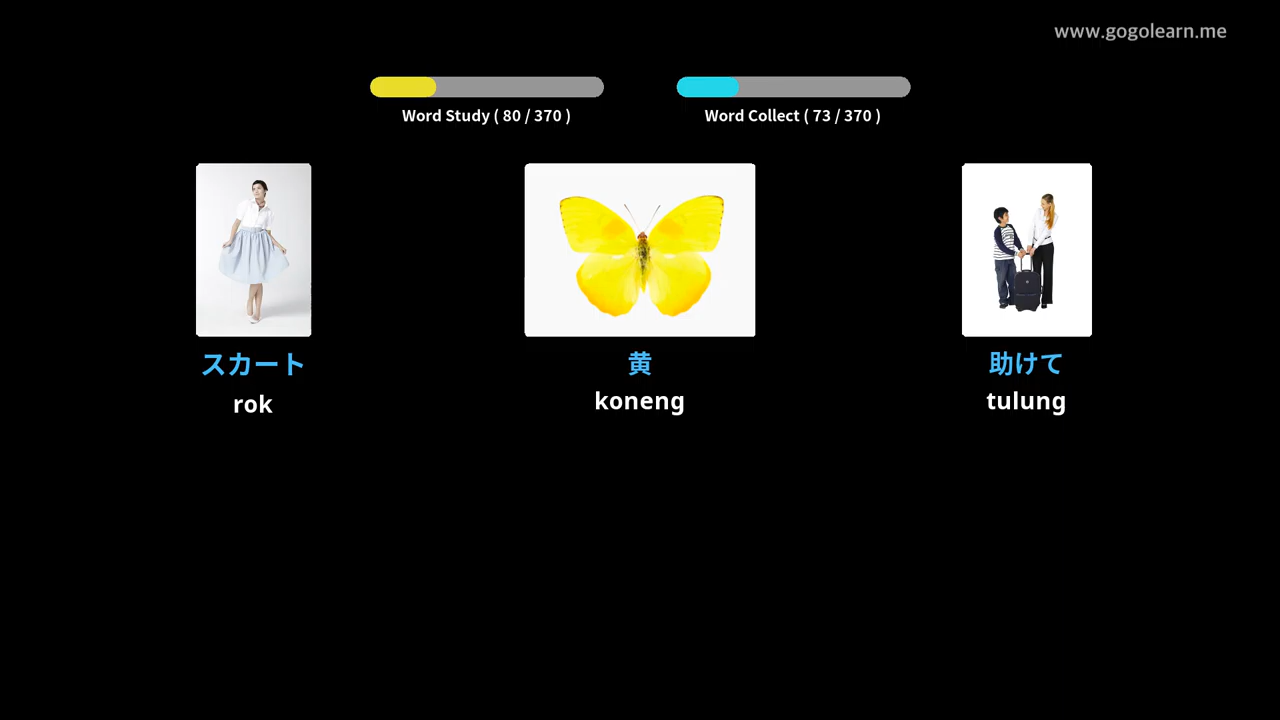 www.gogolearn.me
Word Study ( 80 / 370 )
Word Collect ( 73 / 370 )
スカート
rok
黄
koneng
助けて
tulung